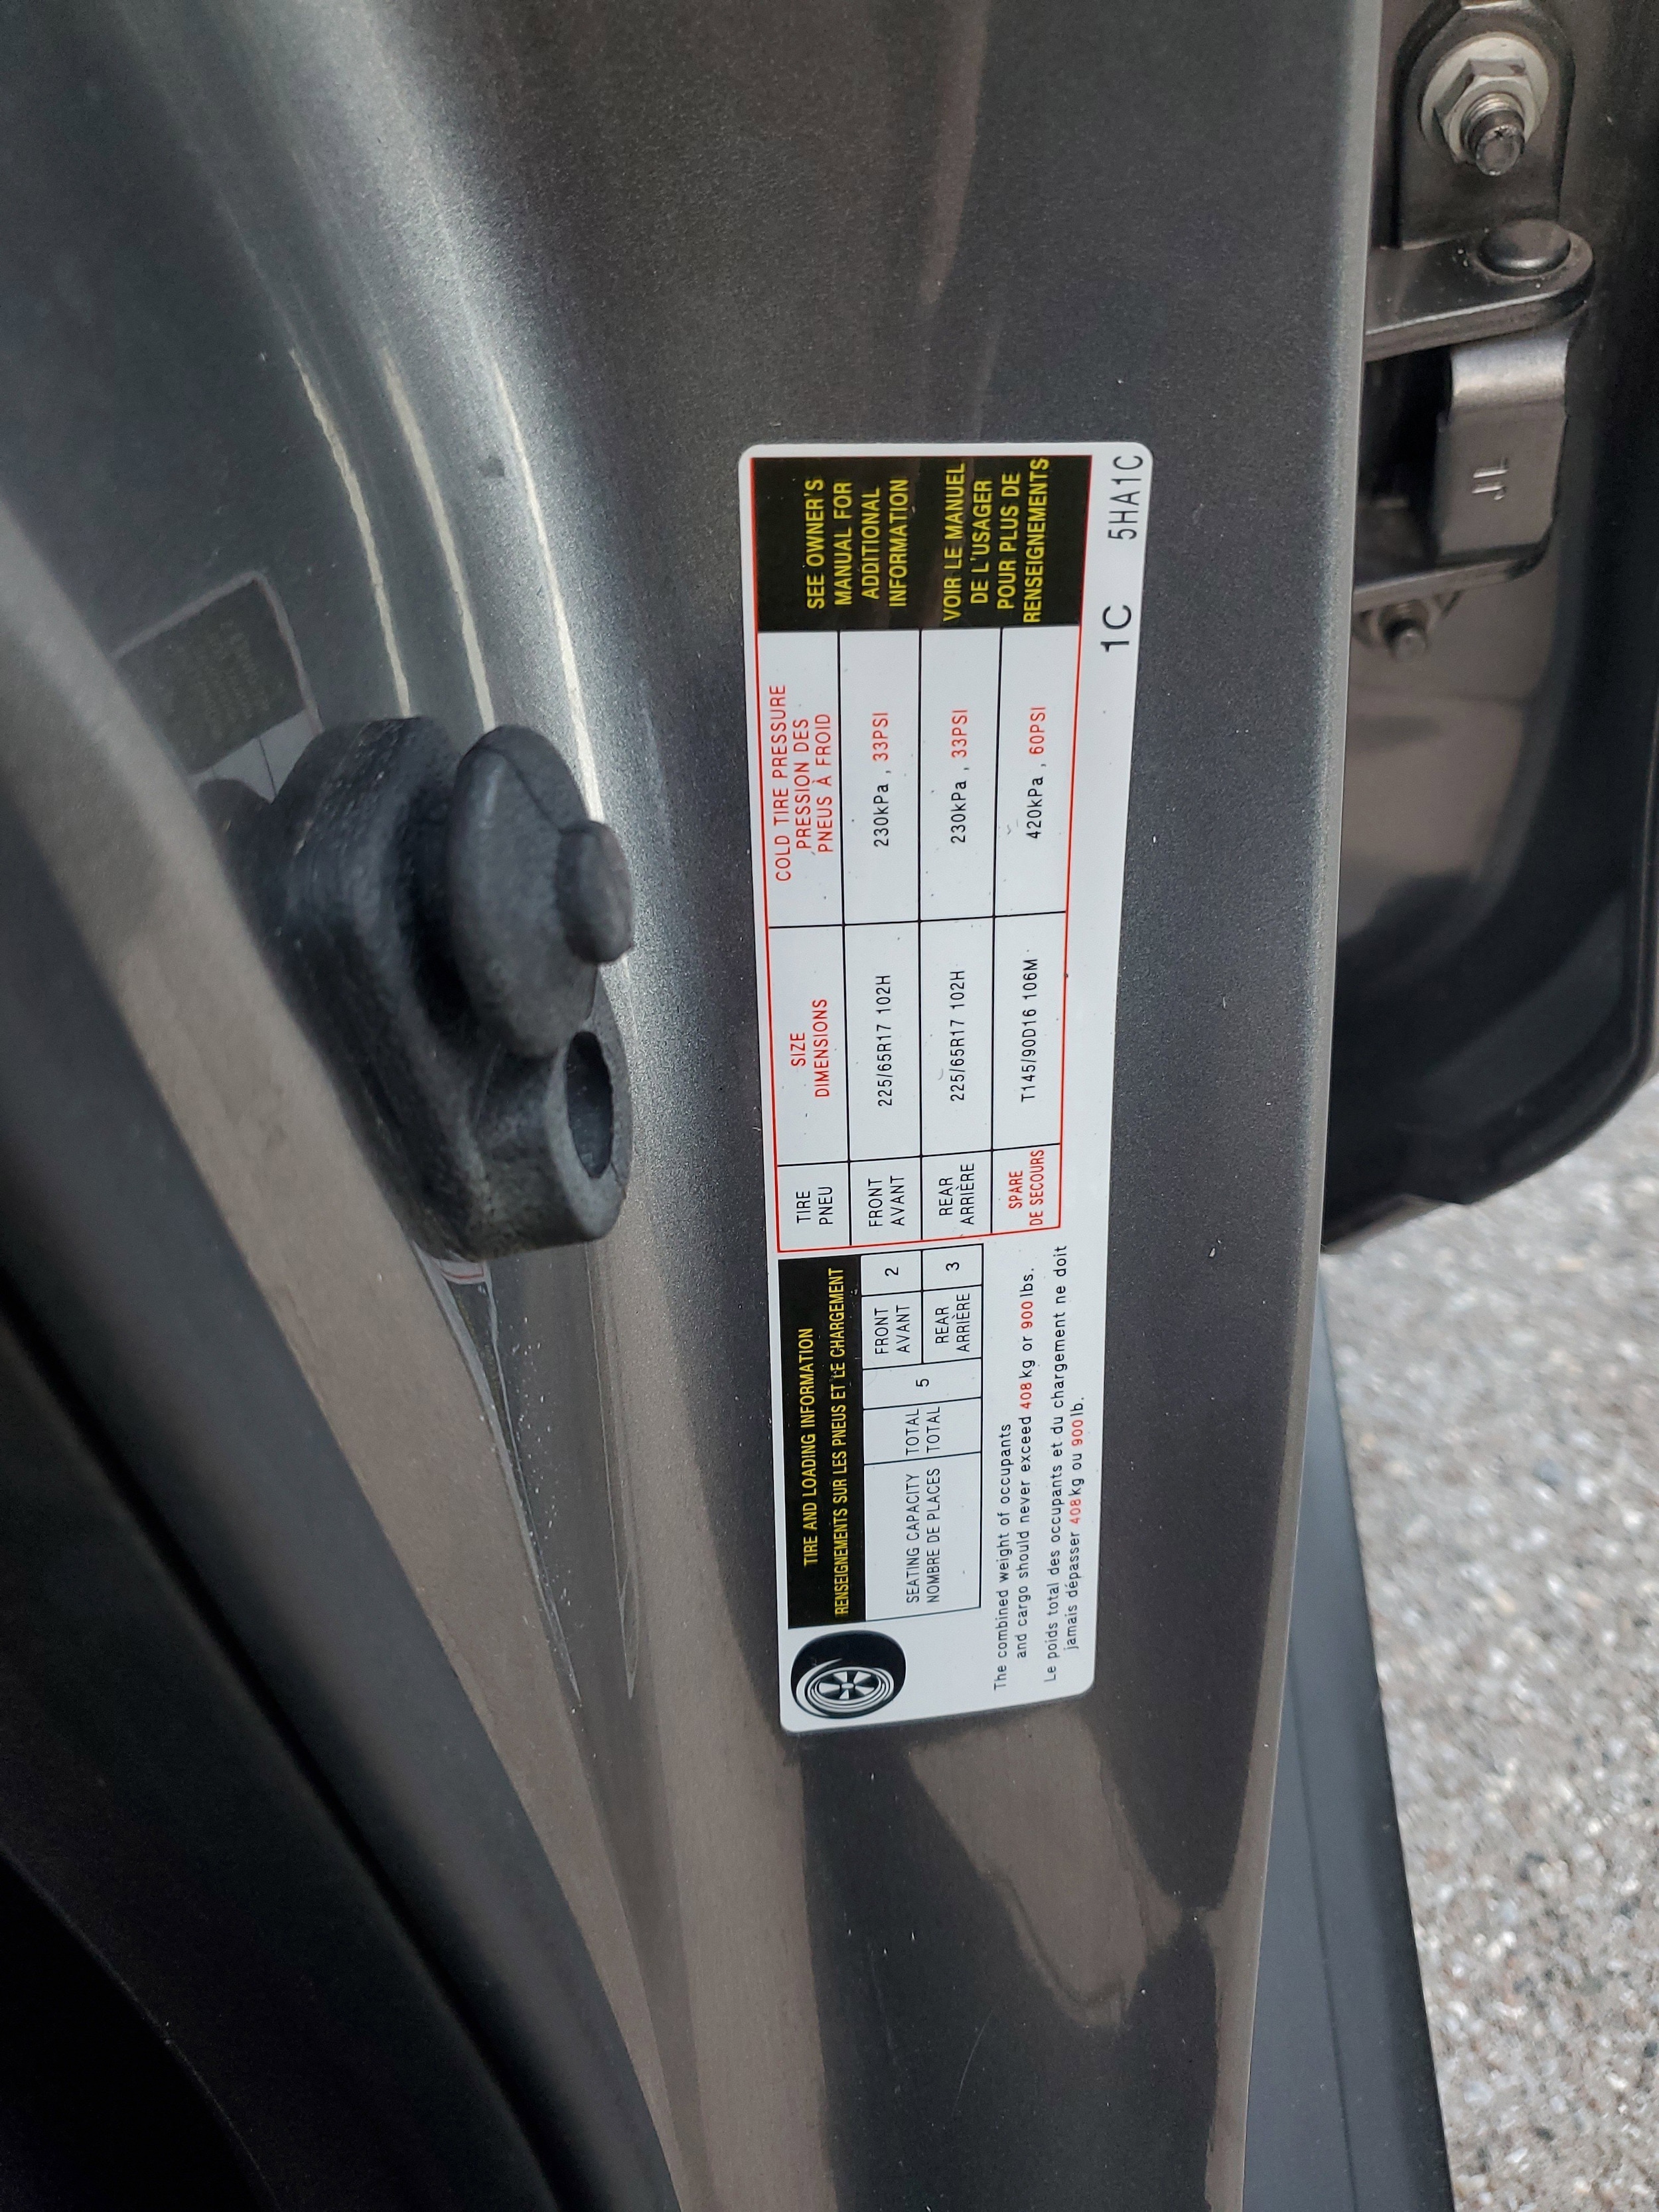 TIRE AND LOADING INFORMATION
RENSEIGNEMENTS SUR LES PNEUS ET LE CHARGEMENT
SEATING CAPACITY
NOMBRE DE PLACES
TOTAL
TOTAL
5
FRONT
AVANT
2
REAR
ARRIÈRE
3
The combined weight of occupants
and cargo should never exceed 408 kg or 900 lbs.
Le poids total des occupants et du chargement ne doit
jamais dépasser 408 kg ou 900 lb.
TIRE
PNEU
SIZE
DIMENSIONS
COLD TIRE PRESSURE
PRESSION DES
PNEUS À FROID
FRONT
AVANT
225/65R17 102H
230kPa , 33PSI
REAR
ARRIÈRE
225/65R17 102H
230kPa , 33PSI
SPARE
DE SECOURS
T145/90D16 106M
420kPa , 60PSI
SEE OWNER'S
MANUAL FOR
ADDITIONAL
INFORMATION
VOIR LE MANUEL
DE L'USAGER
POUR PLUS DE
RENSEIGNEMENTS
1C 5HA1C